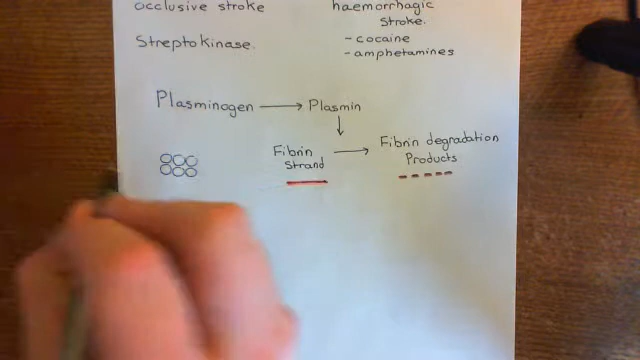 occlusive stroke
haemorrhagic
stroke.
Streptokinase.
- cocaine
- amphetamines
Plasminogen → Plasmin
↓
Fibrin → Fibrin degradation
Strand Products